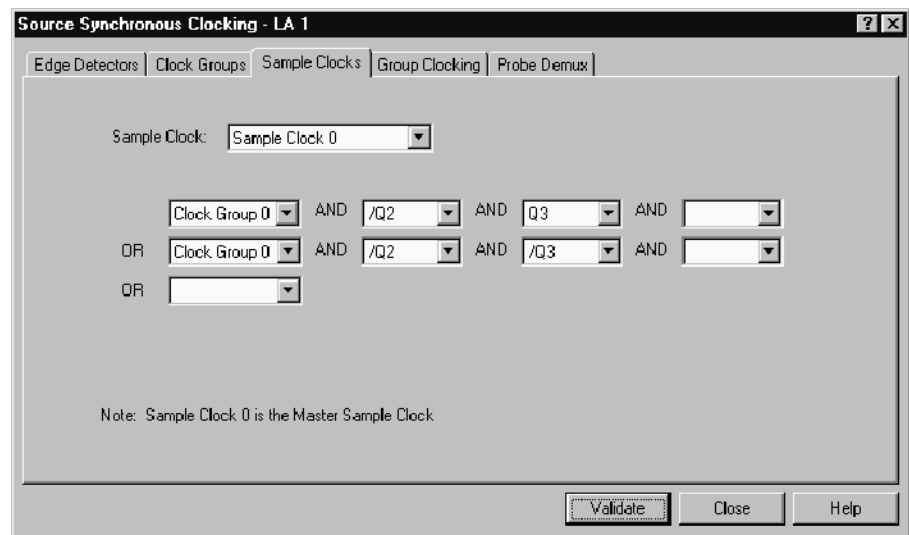 Source Synchronous Clocking - LA 1
Edge Detectors Clock Groups Sample Clocks Group Clocking Probe Demux
Sample Clock: Sample Clock 0
Clock Group 0 AND /Q2 AND Q3 AND
OR Clock Group 0 AND /Q2 AND /Q3 AND
OR
Note: Sample Clock 0 is the Master Sample Clock
Validate Close Help